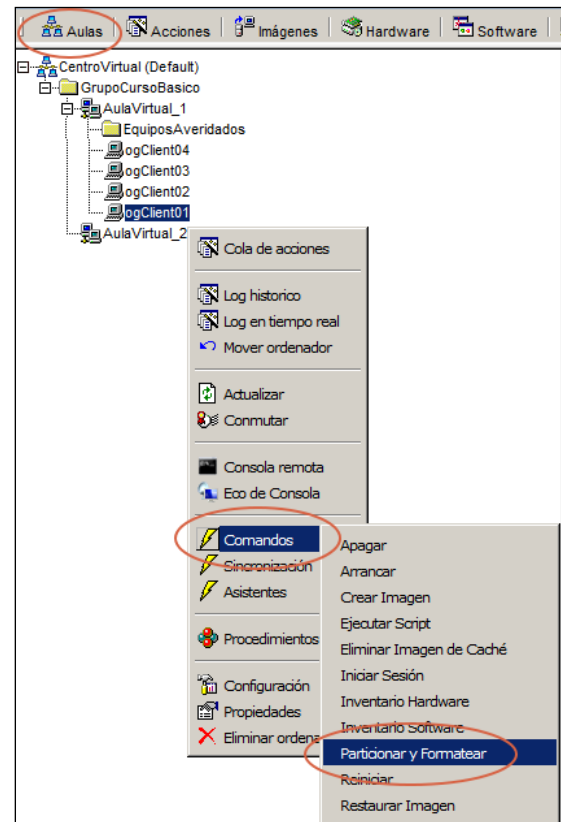 Aulas Acciones Imágenes Hardware Software
CentroVirtual (Default)
GrupoCursoBasico
AulaVirtual_1
EquiposAveridados
ogClient04
ogClient03
ogClient02
ogClient01
AulaVirtual_2
Cola de acciones
Log historico
Log en tiempo real
Mover ordenador
Actualizar
Conmutar
Consola remota
Eco de Consola
Comandos
Sincronización
Asistentes
Procedimientos
Configuración
Propiedades
Eliminar ordena
Apagar
Arrancar
Crear Imagen
Ejecutar Script
Eliminar Imagen de Caché
Iniciar Sesión
Inventario Hardware
Inventario Software
Particionar y Formatear
Reiniciar
Restaurar Imagen